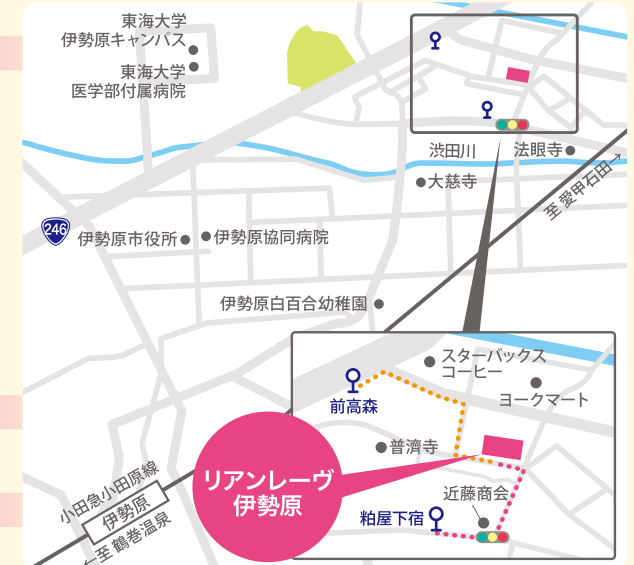 東海大学
伊勢原キャンパス
東海大学
医学部付属病院
渋田川
法眼寺
大慈寺
至 愛甲石田→
246
伊勢原市役所
伊勢原協同病院
伊勢原白百合幼稚園
スターバックス
コーヒー
ヨークマート
前高森
普濟寺
リアンレーヴ
伊勢原
近藤商会
粕屋下宿
小田急小田原線
伊勢原
←至 鶴巻温泉